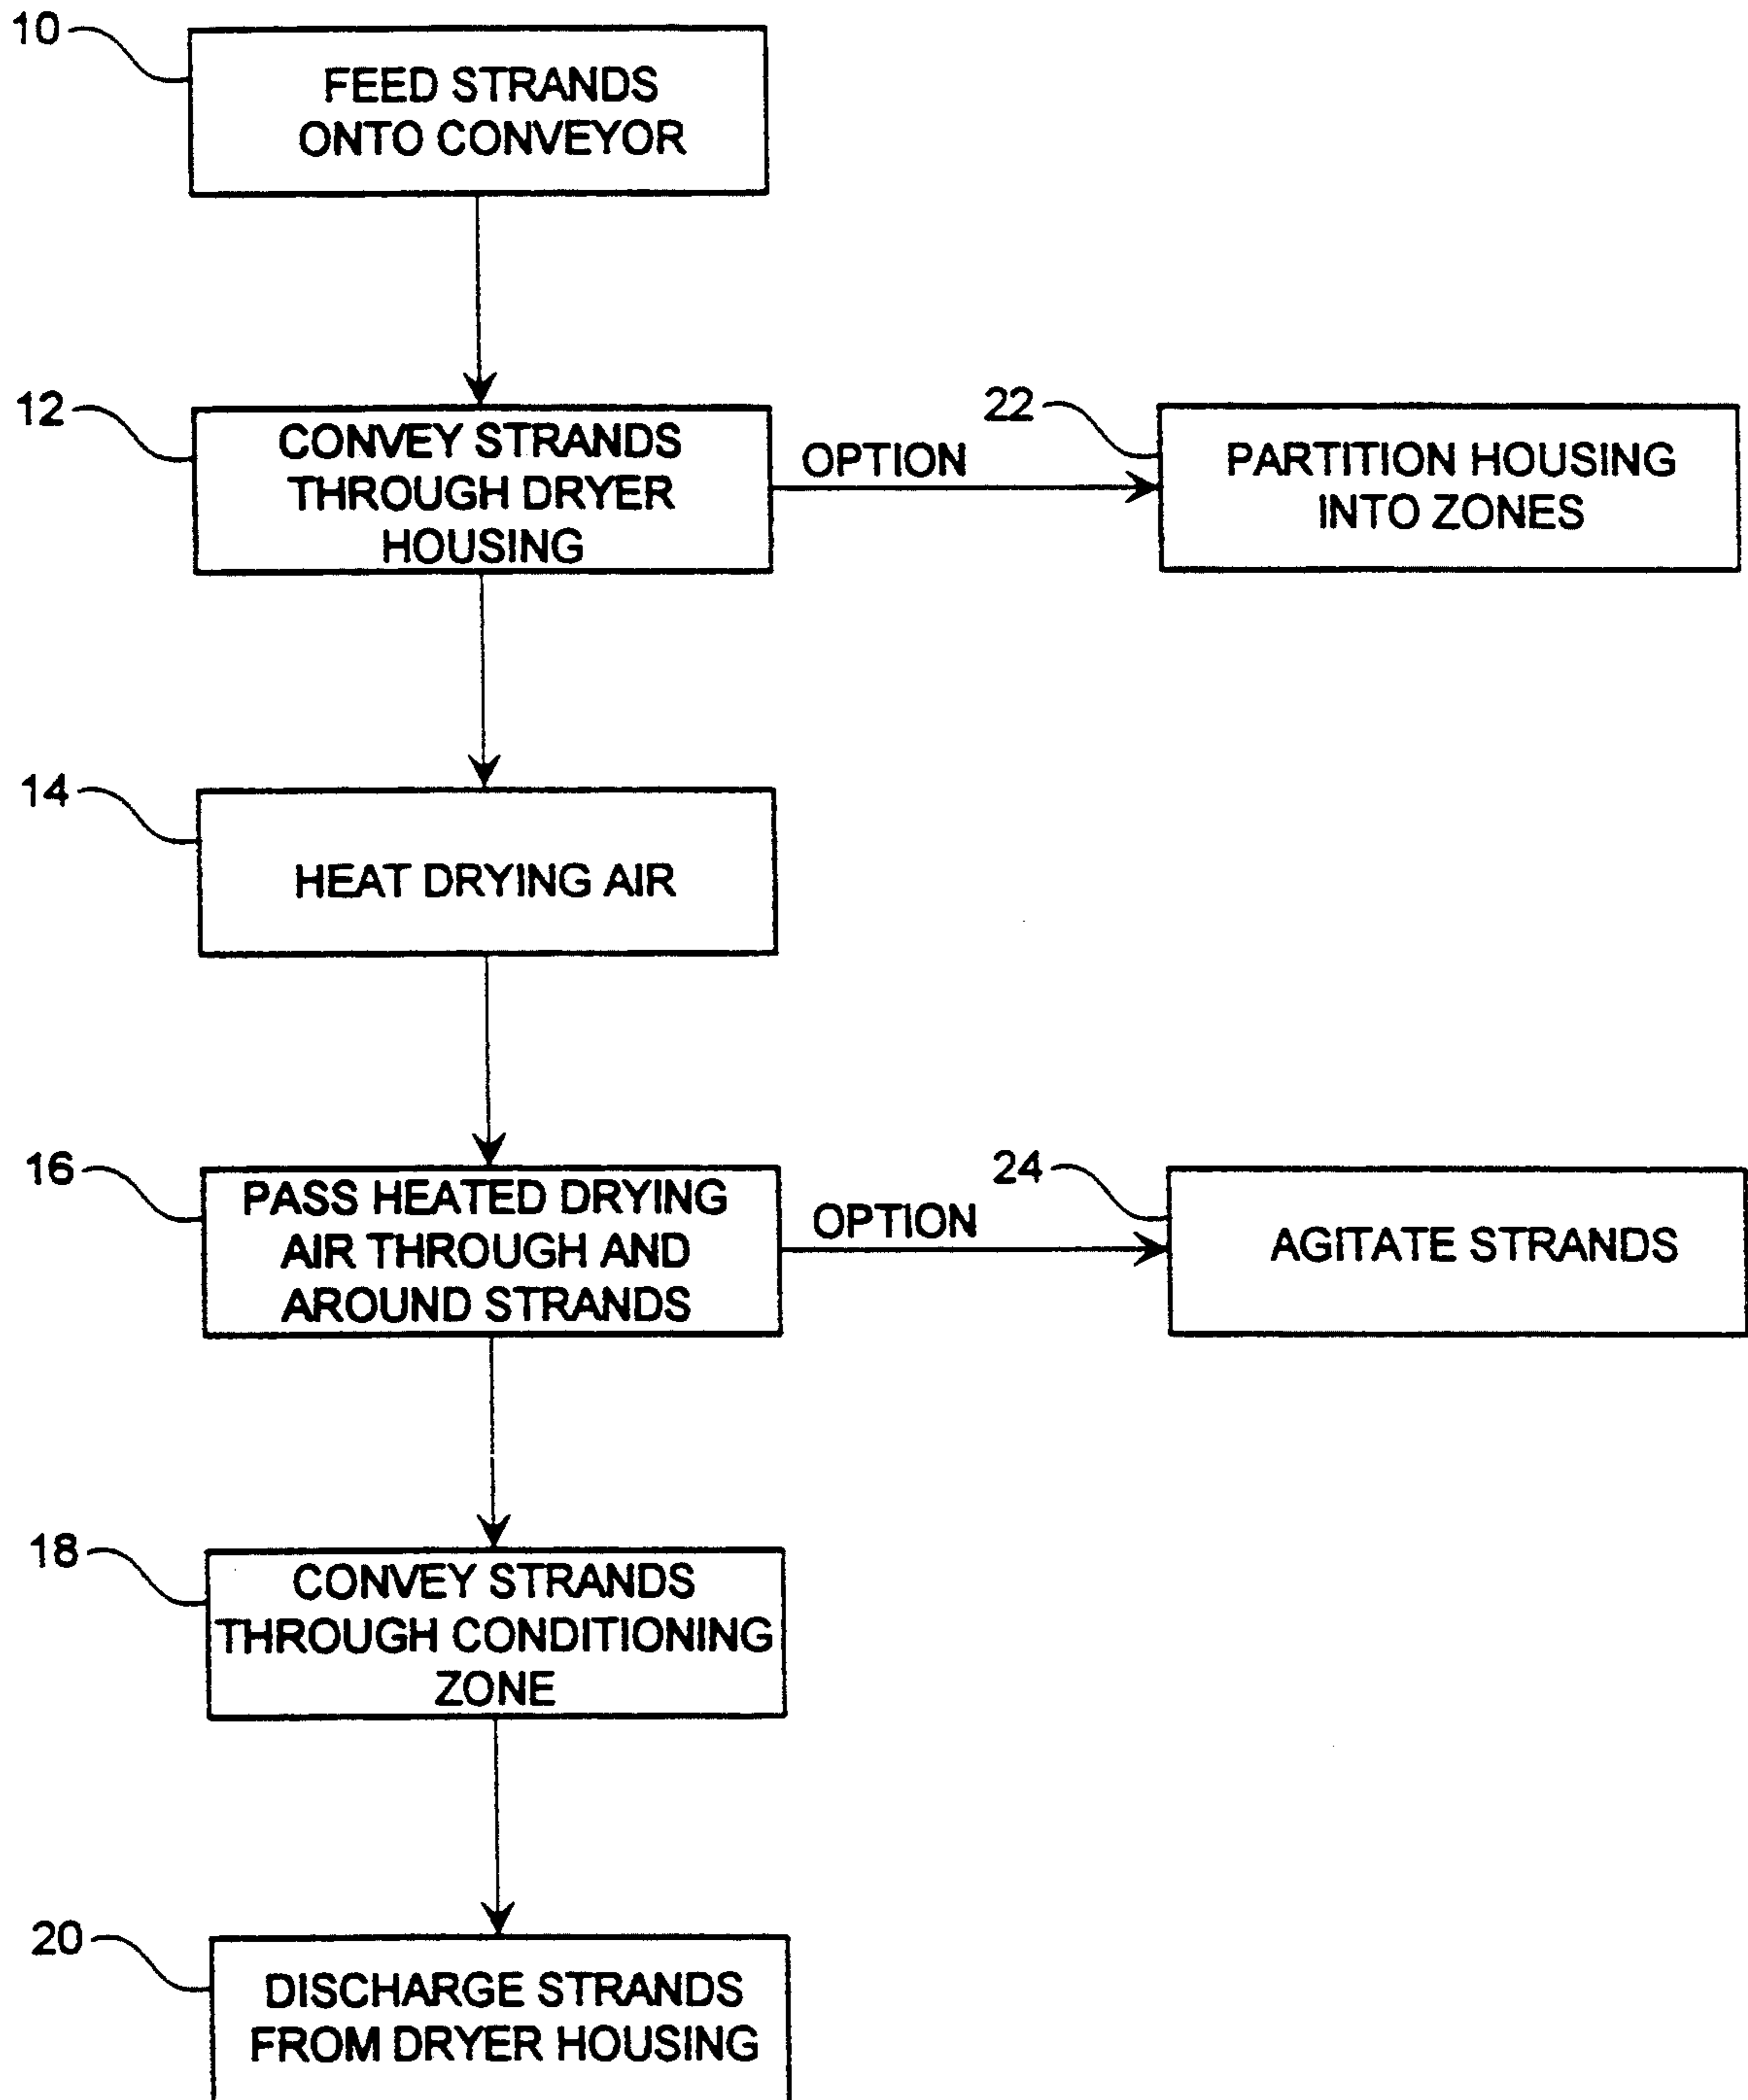 10
FEED STRANDS
ONTO CONVEYOR
12
CONVEY STRANDS
THROUGH DRYER
HOUSING
OPTION
22
PARTITION HOUSING
INTO ZONES
14
HEAT DRYING AIR
16
PASS HEATED DRYING
AIR THROUGH AND
AROUND STRANDS
OPTION
24
AGITATE STRANDS
18
CONVEY STRANDS
THROUGH CONDITIONING
ZONE
20
DISCHARGE STRANDS
FROM DRYER HOUSING